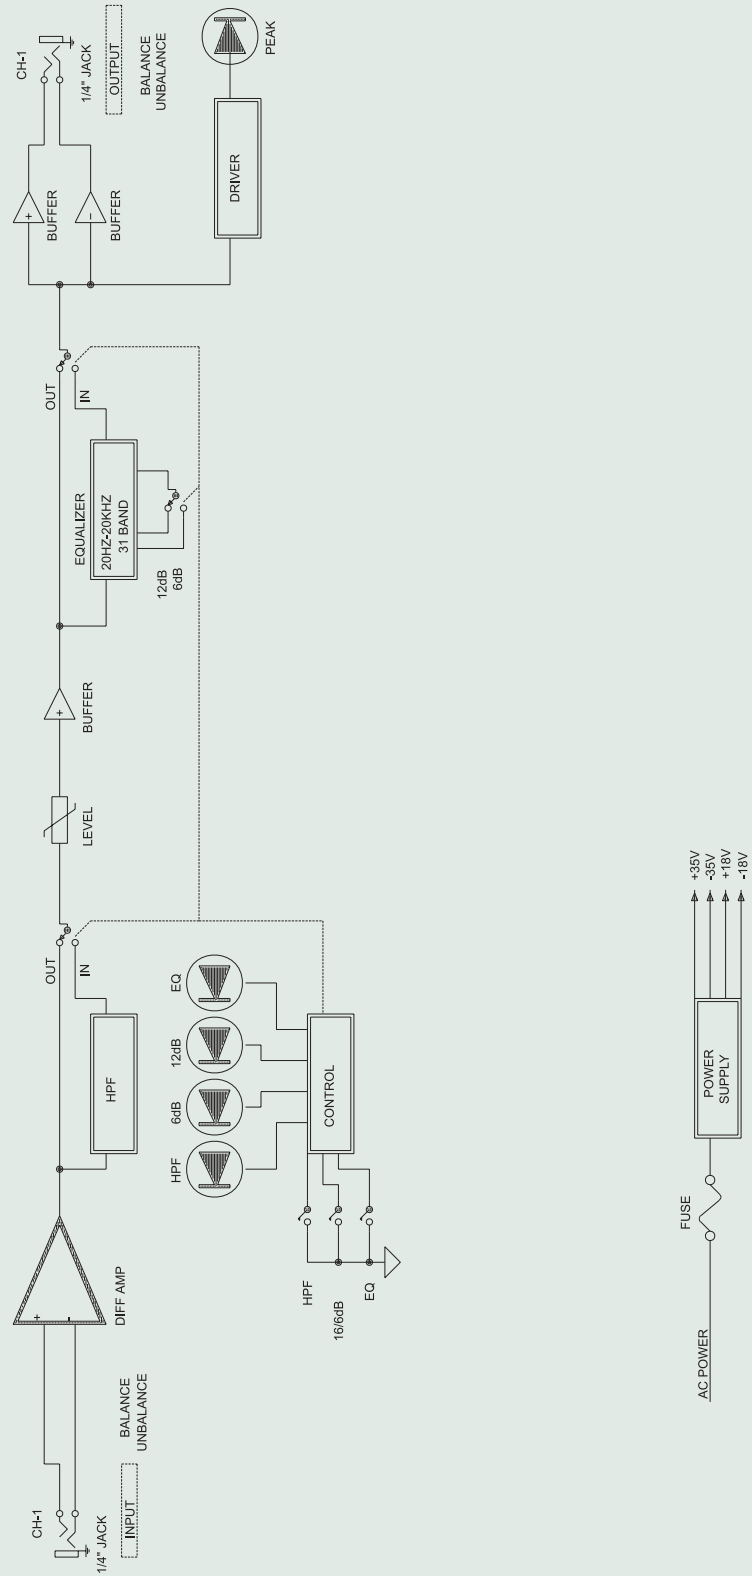 CH-1
1/4" JACK
INPUT
BALANCE
UNBALANCE
+
-
DIFF AMP
HPF
OUT
IN
LEVEL
+
BUFFER
EQUALIZER
20HZ-20KHZ
31 BAND
12dB
6dB
OUT
IN
+
BUFFER
-
BUFFER
CH-1
1/4" JACK
OUTPUT
BALANCE
UNBALANCE
DRIVER
PEAK
HPF
6dB
12dB
EQ
CONTROL
HPF
16/6dB
EQ
AC POWER
FUSE
POWER
SUPPLY
+35V
-35V
+18V
-18V